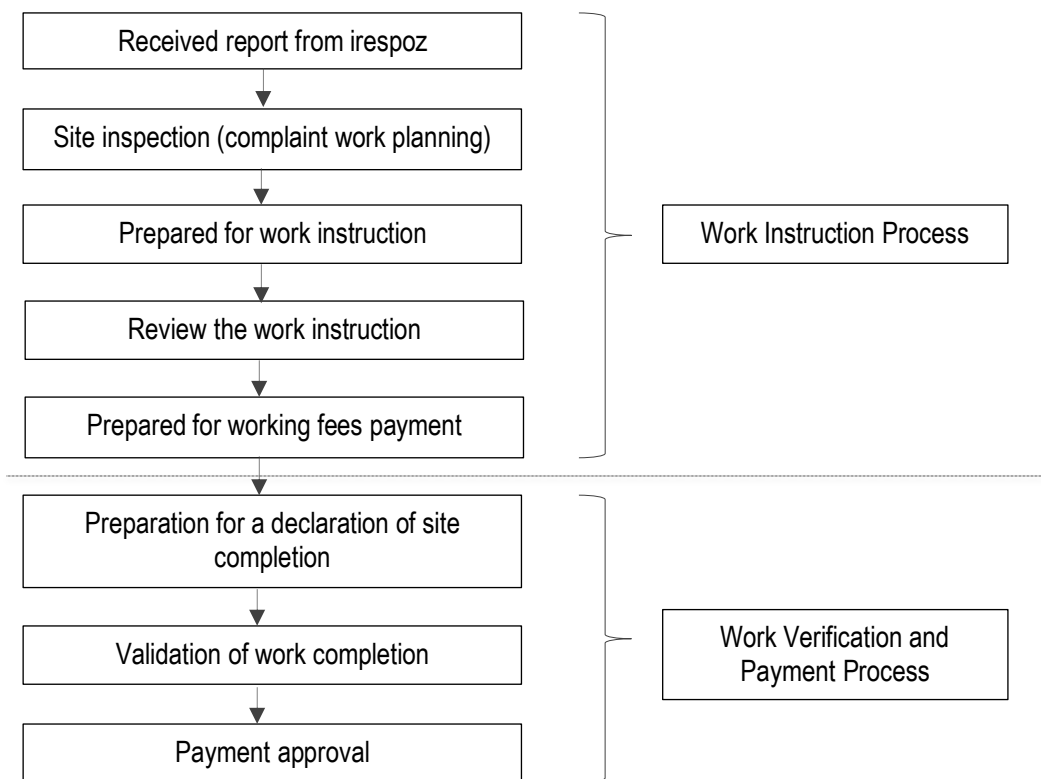 Received report from irespoz
Site inspection (complaint work planning)
Prepared for work instruction
Work Instruction Process
Review the work instruction
Prepared for working fees payment
Preparation for a declaration of site
completion
Validation of work completion
Work Verification and
Payment Process
Payment approval